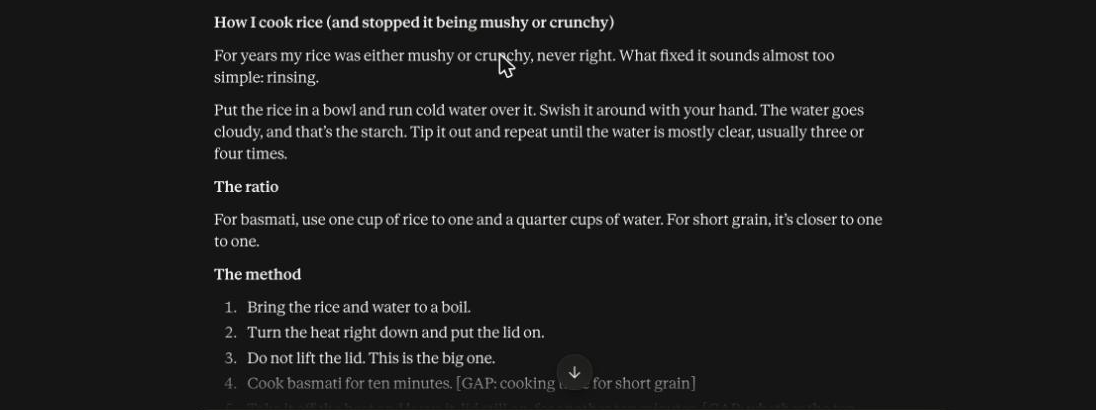 How I cook rice (and stopped it being mushy or crunchy)
For years my rice was either mushy or crunchy, never right. What fixed it sounds almost too
simple: rinsing.
Put the rice in a bowl and run cold water over it. Swish it around with your hand. The water goes
cloudy, and that’s the starch. Tip it out and repeat until the water is mostly clear, usually three or
four times.
The ratio
For basmati, use one cup of rice to one and a quarter cups of water. For short grain, it’s closer to one
to one.
The method
1. Bring the rice and water to a boil.
2. Turn the heat right down and put the lid on.
3. Do not lift the lid. This is the big one.
4. Cook basmati for ten minutes. [GAP: cooking for short grain]